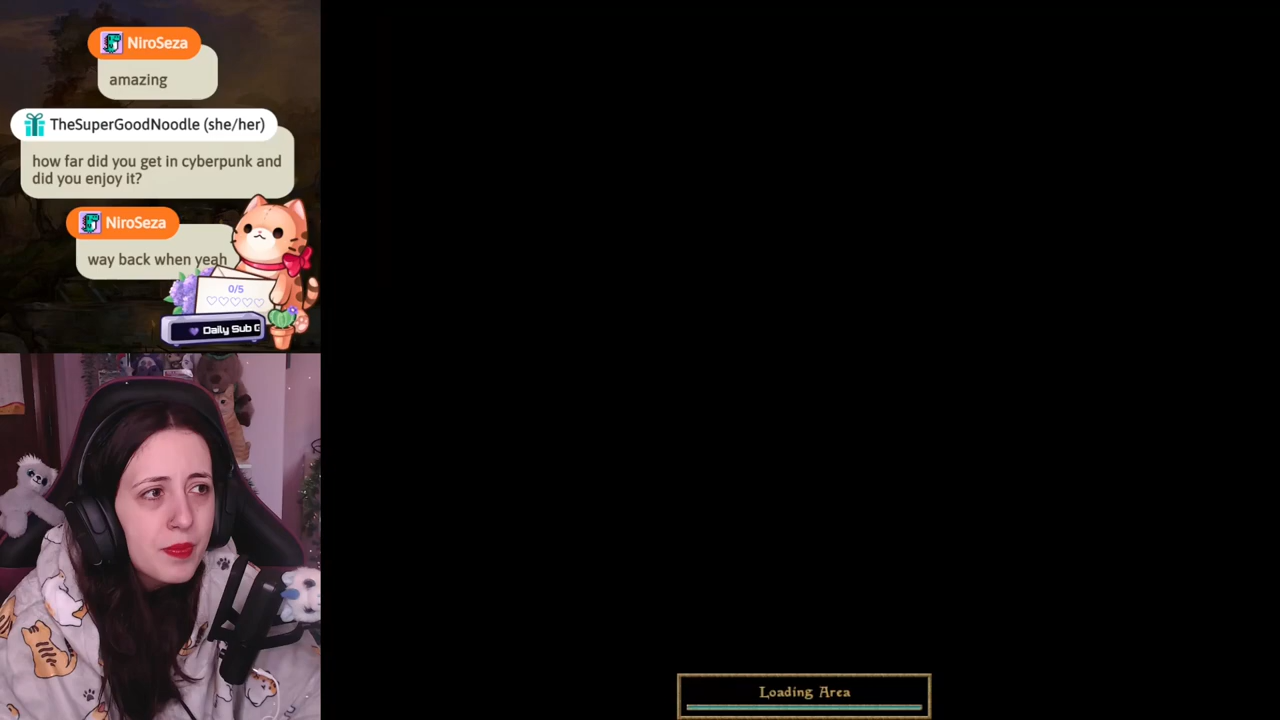 NiroSeza
amazing
TheSuperGoodNoodle (she/her)
how far did you get in cyberpunk and
did you enjoy it?
NiroSeza
way back when yeah
0/5
Daily Sub
Loading Area